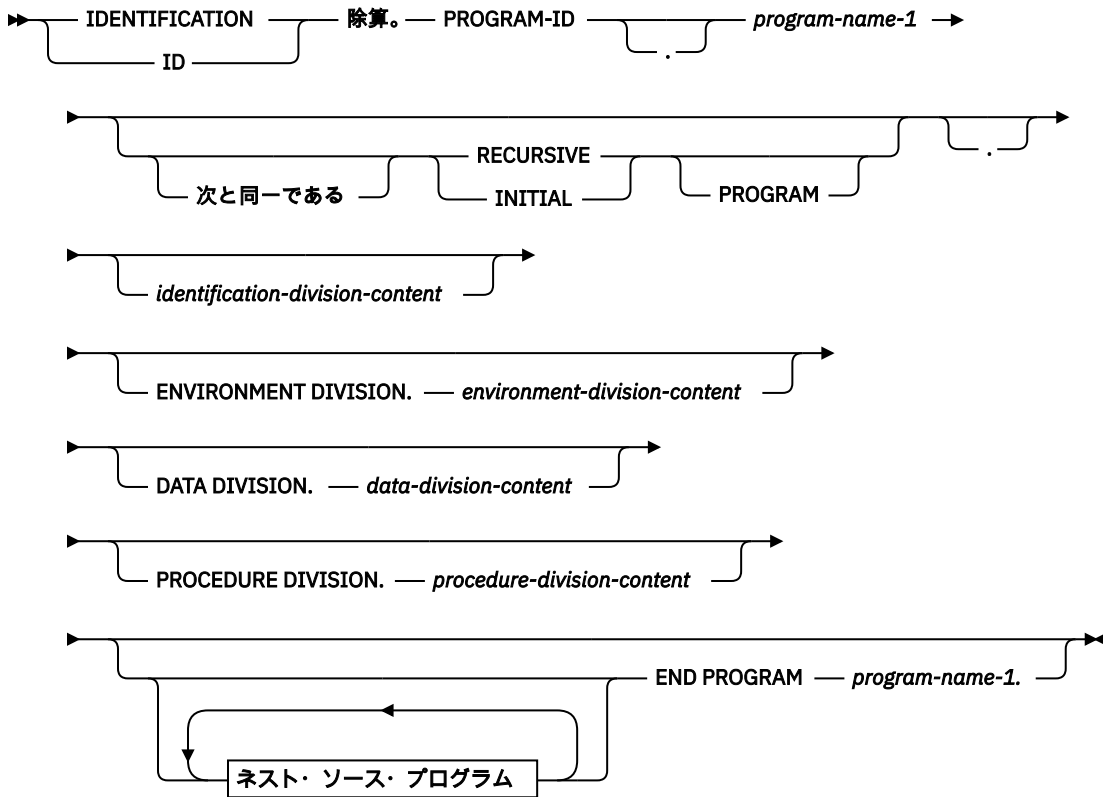 IDENTIFICATION 除算。 PROGRAM-ID program-name-1
ID .
RECURSIVE .
次と同一である INITIAL PROGRAM
identification-division-content
ENVIRONMENT DIVISION. environment-division-content
DATA DIVISION. data-division-content
PROCEDURE DIVISION. procedure-division-content
END PROGRAM program-name-1.
ネスト・ソース・プログラム